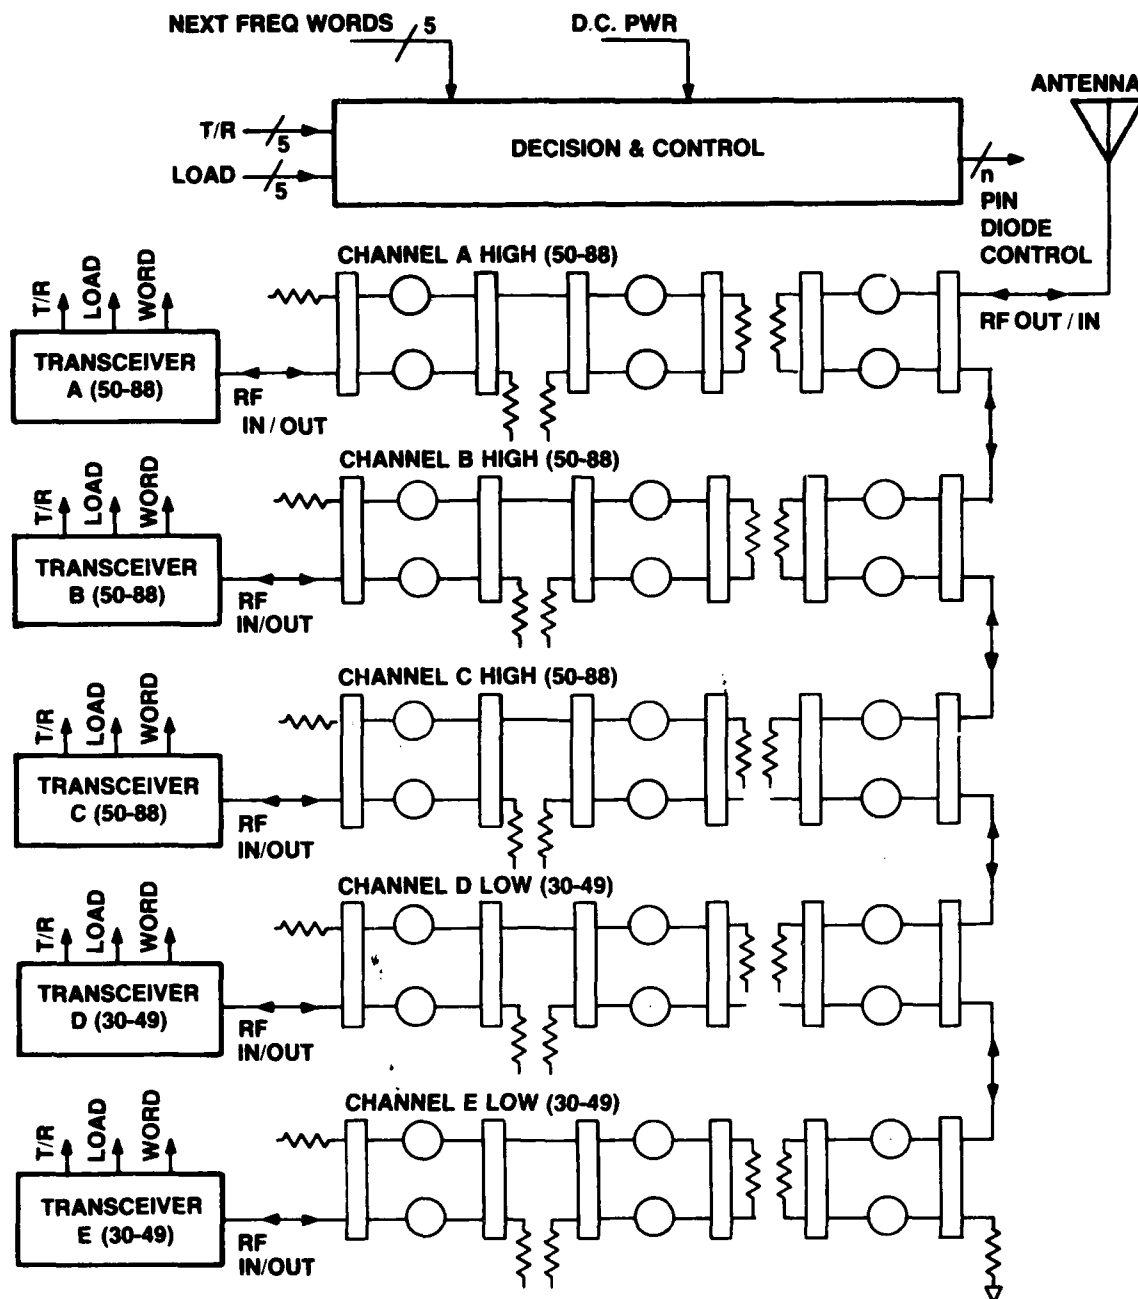 NEXT FREQ WORDS 5
D.C. PWR
ANTENNA
T/R 5
LOAD 5
DECISION & CONTROL
n
PIN
DIODE
CONTROL
CHANNEL A HIGH (50-88)
T/R
LOAD
WORD
TRANSCEIVER
A (50-88)
RF
IN/OUT
RF OUT/IN
CHANNEL B HIGH (50-88)
T/R
LOAD
WORD
TRANSCEIVER
B (50-88)
RF
IN/OUT
CHANNEL C HIGH (50-88)
T/R
LOAD
WORD
TRANSCEIVER
C (50-88)
RF
IN/OUT
CHANNEL D LOW (30-49)
T/R
LOAD
WORD
TRANSCEIVER
D (30-49)
RF
IN/OUT
CHANNEL E LOW (30-49)
T/R
LOAD
WORD
TRANSCEIVER
E (30-49)
RF
IN/OUT